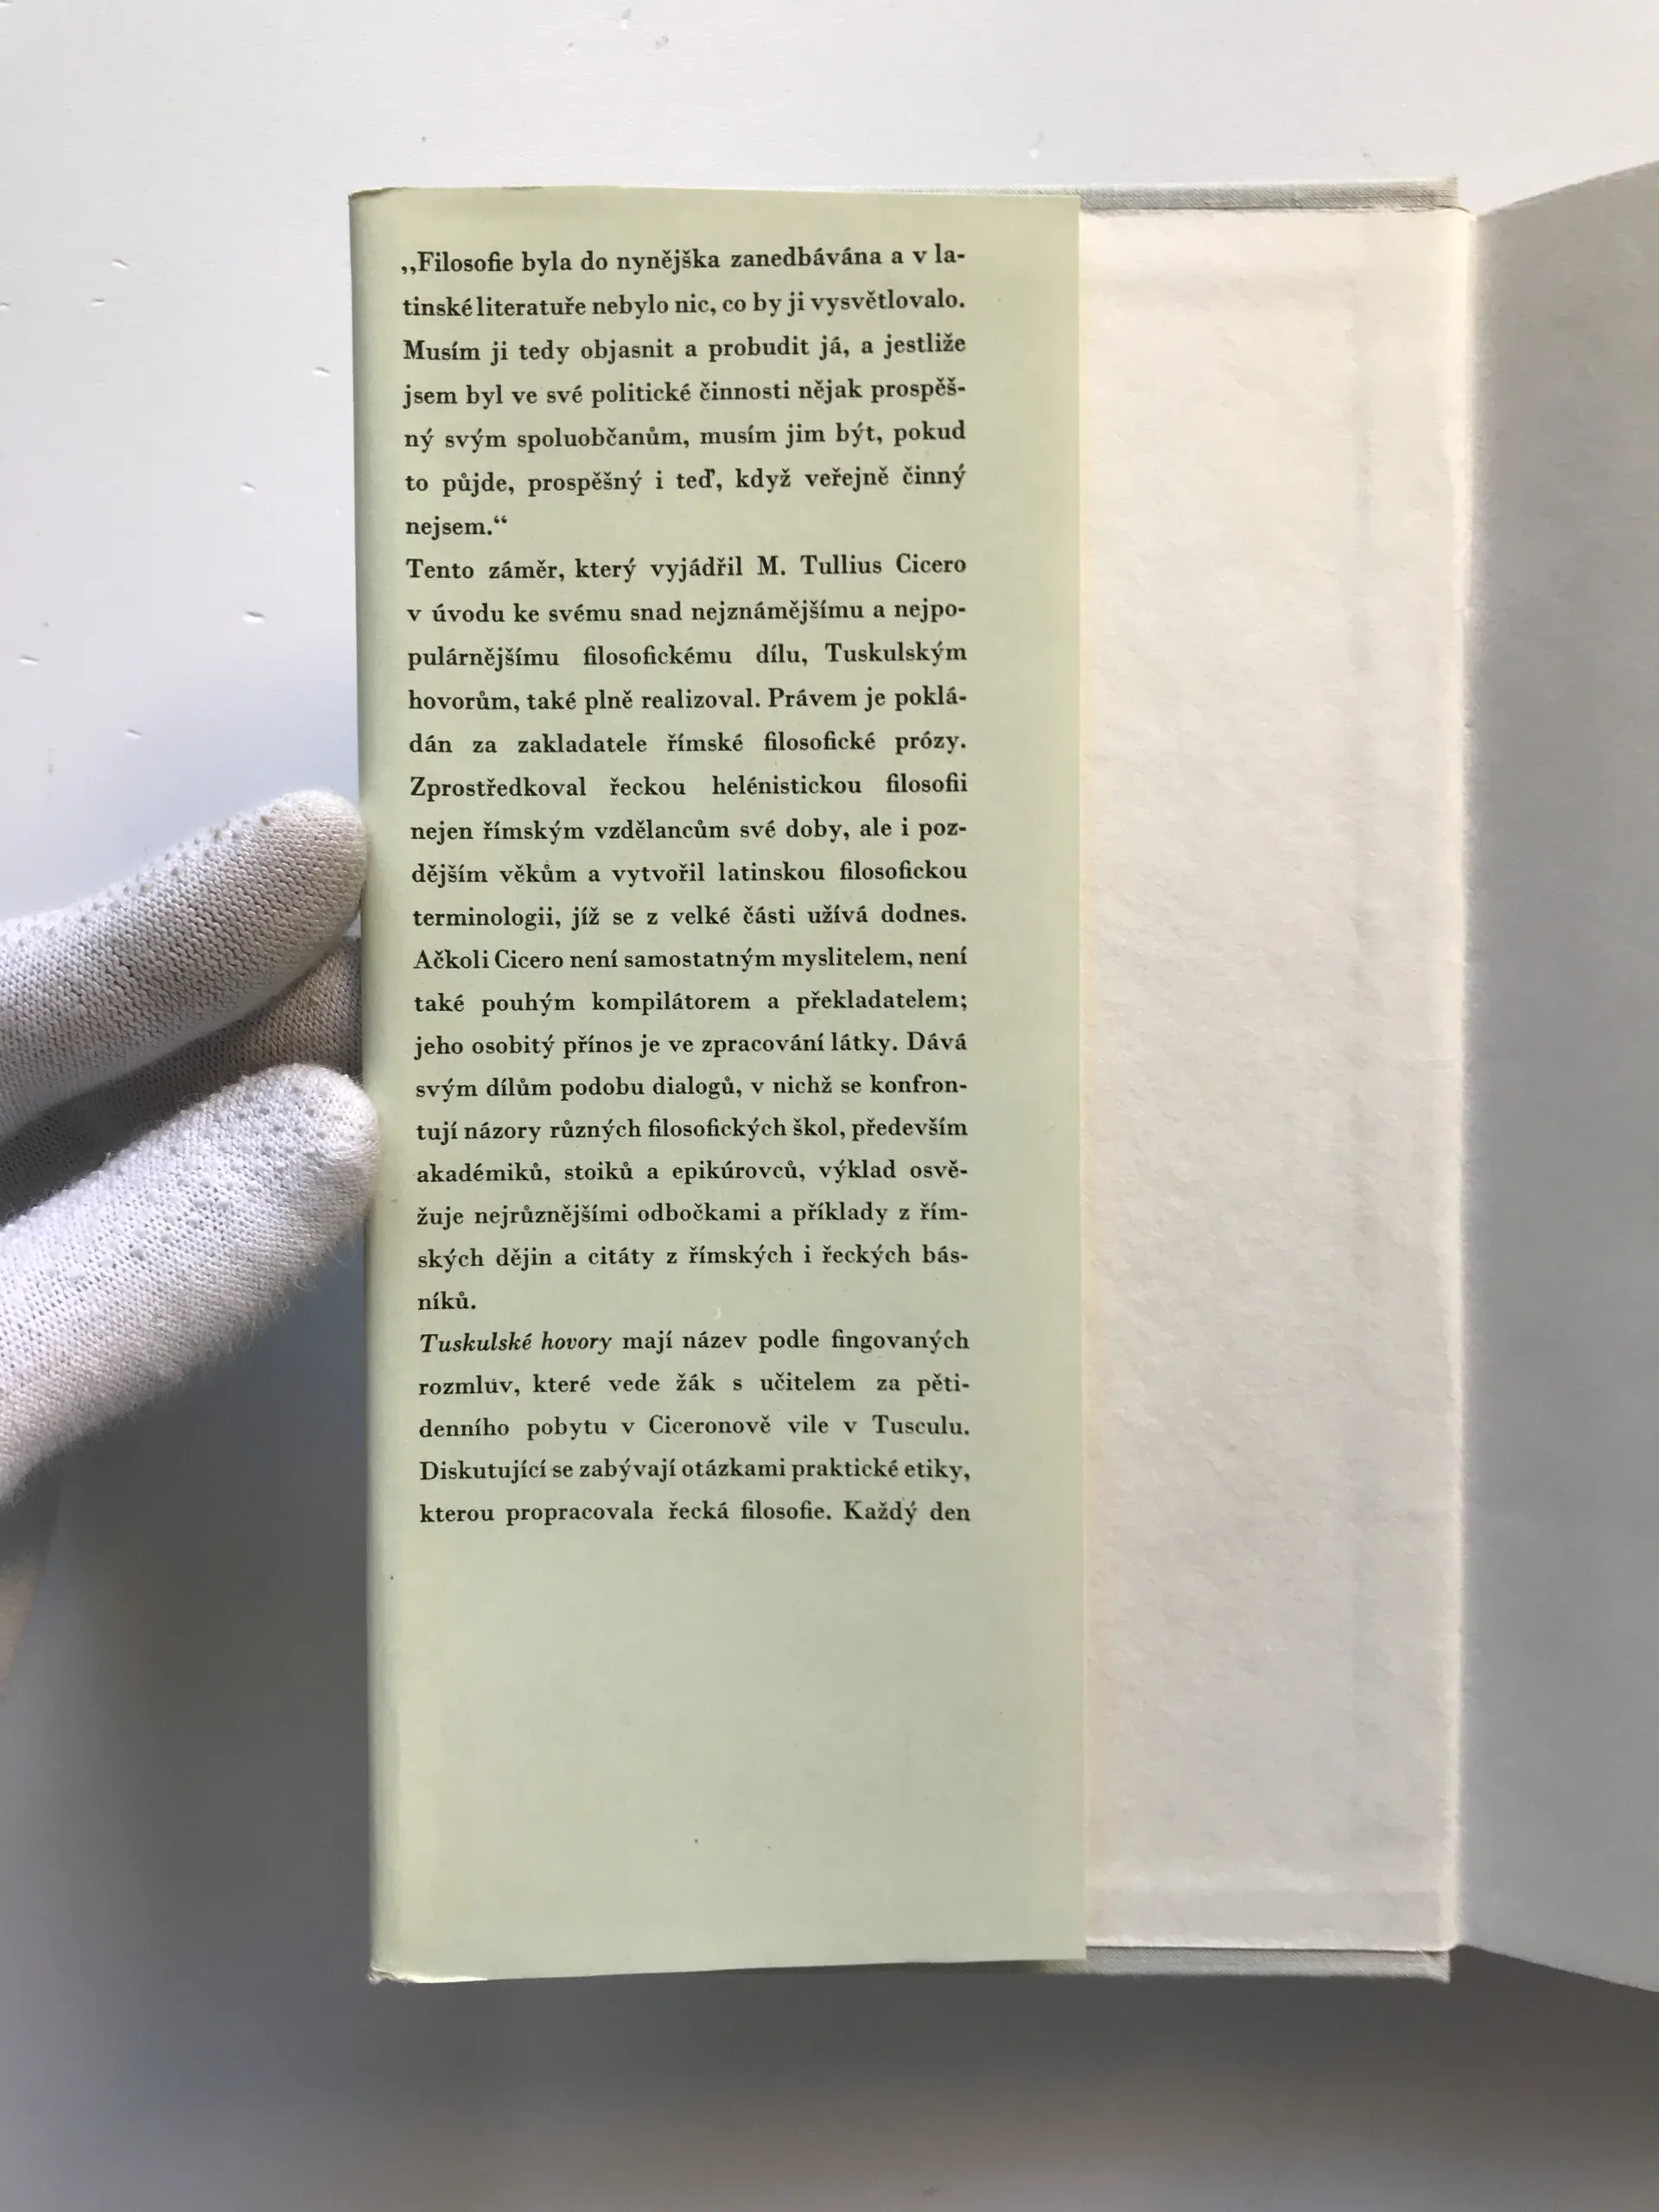 „Filosofie byla do nynějška zanedbávána a v la-
tinské literatuře nebylo nic, co by ji vysvětlovalo.
Musím ji tedy objasnit a probudit já, a jestliže
jsem byl ve své politické činnosti nějak prospěš-
ný svým spoluobčanům, musím jim být, pokud
to půjde, prospěšný i teď, když veřejně činný
nejsem.“
Tento záměr, který vyjádřil M. Tullius Cicero
v úvodu ke svému snad nejznámějšímu a nejpo-
pulárnějšímu filosofickému dílu, Tuskulským
hovorům, také plně realizoval. Právem je poklá-
dán za zakladatele římské filosofické prózy.
Zprostředkoval řeckou helénistickou filosofii
nejen římským vzdělancům své doby, ale i poz-
dějším věkům a vytvořil latinskou filosofickou
terminologii, jíž se z velké části užívá dodnes.
Ačkoli Cicero není samostatným myslitelem, není
také pouhým kompilátorem a překladatelem;
jeho osobitý přínos je ve zpracování látky. Dává
svým dílům podobu dialogů, v nichž se konfron-
tují názory různých filosofických škol, především
akadémiků, stoiků a epikúrovců, výklad osvě-
žuje nejrůznějšími odbočkami a příklady z řím-
ských dějin a citáty z římských i řeckých bás-
níků.
Tuskulské hovory mají název podle fingovaných
rozmluv, které vede žák s učitelem za pěti-
denního pobytu v Ciceronově vile v Tusculu.
Diskutující se zabývají otázkami praktické etiky,
kterou propracovala řecká filosofie. Každý den